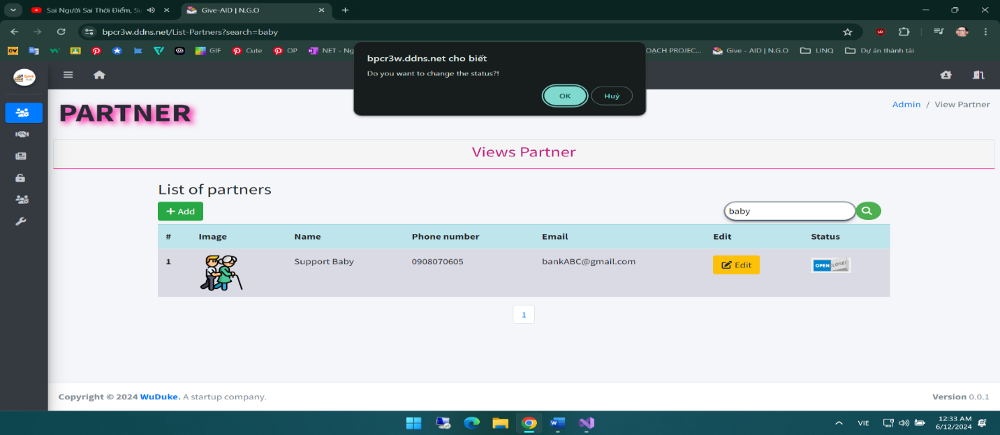 Sai Người Sai Thời Điểm, Su
Give-AID | N.G.O
bpcr3w.ddns.net/List-Partners?search=baby
GIF
Cute
OP
NET - Ng
OẠCH PROJEC...
Give - AID | N.G.O
LINQ
Dự án thành tài
bpcr3w.ddns.net cho biết
Do you want to change the status?!
OK
Huỷ
PARTNER
Admin / View Partner
Views Partner
List of partners
+ Add
baby
# Image Name Phone number Email Edit Status
1 Support Baby 0908070605 bankABC@gmail.com Edit OPEN CLOSE!
1
Copyright © 2024 WuDuke. A startup company.
Version 0.0.1
VIE
12:33 AM
6/12/2024